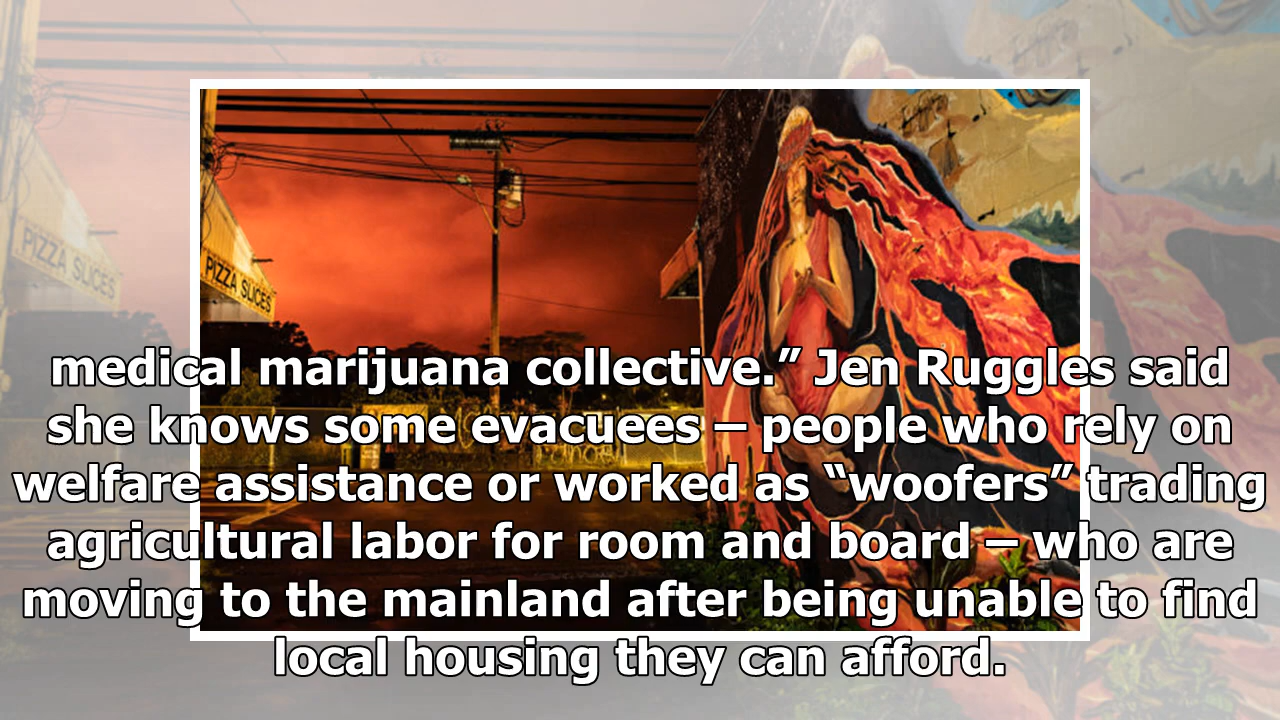 PIZZA SLICES
PIZZA SLICES
medical marijuana collective.” Jen Ruggles said
she knows some evacuees – people who rely on
welfare assistance or worked as “woofers” trading
agricultural labor for room and board – who are
moving to the mainland after being unable to find
local housing they can afford.